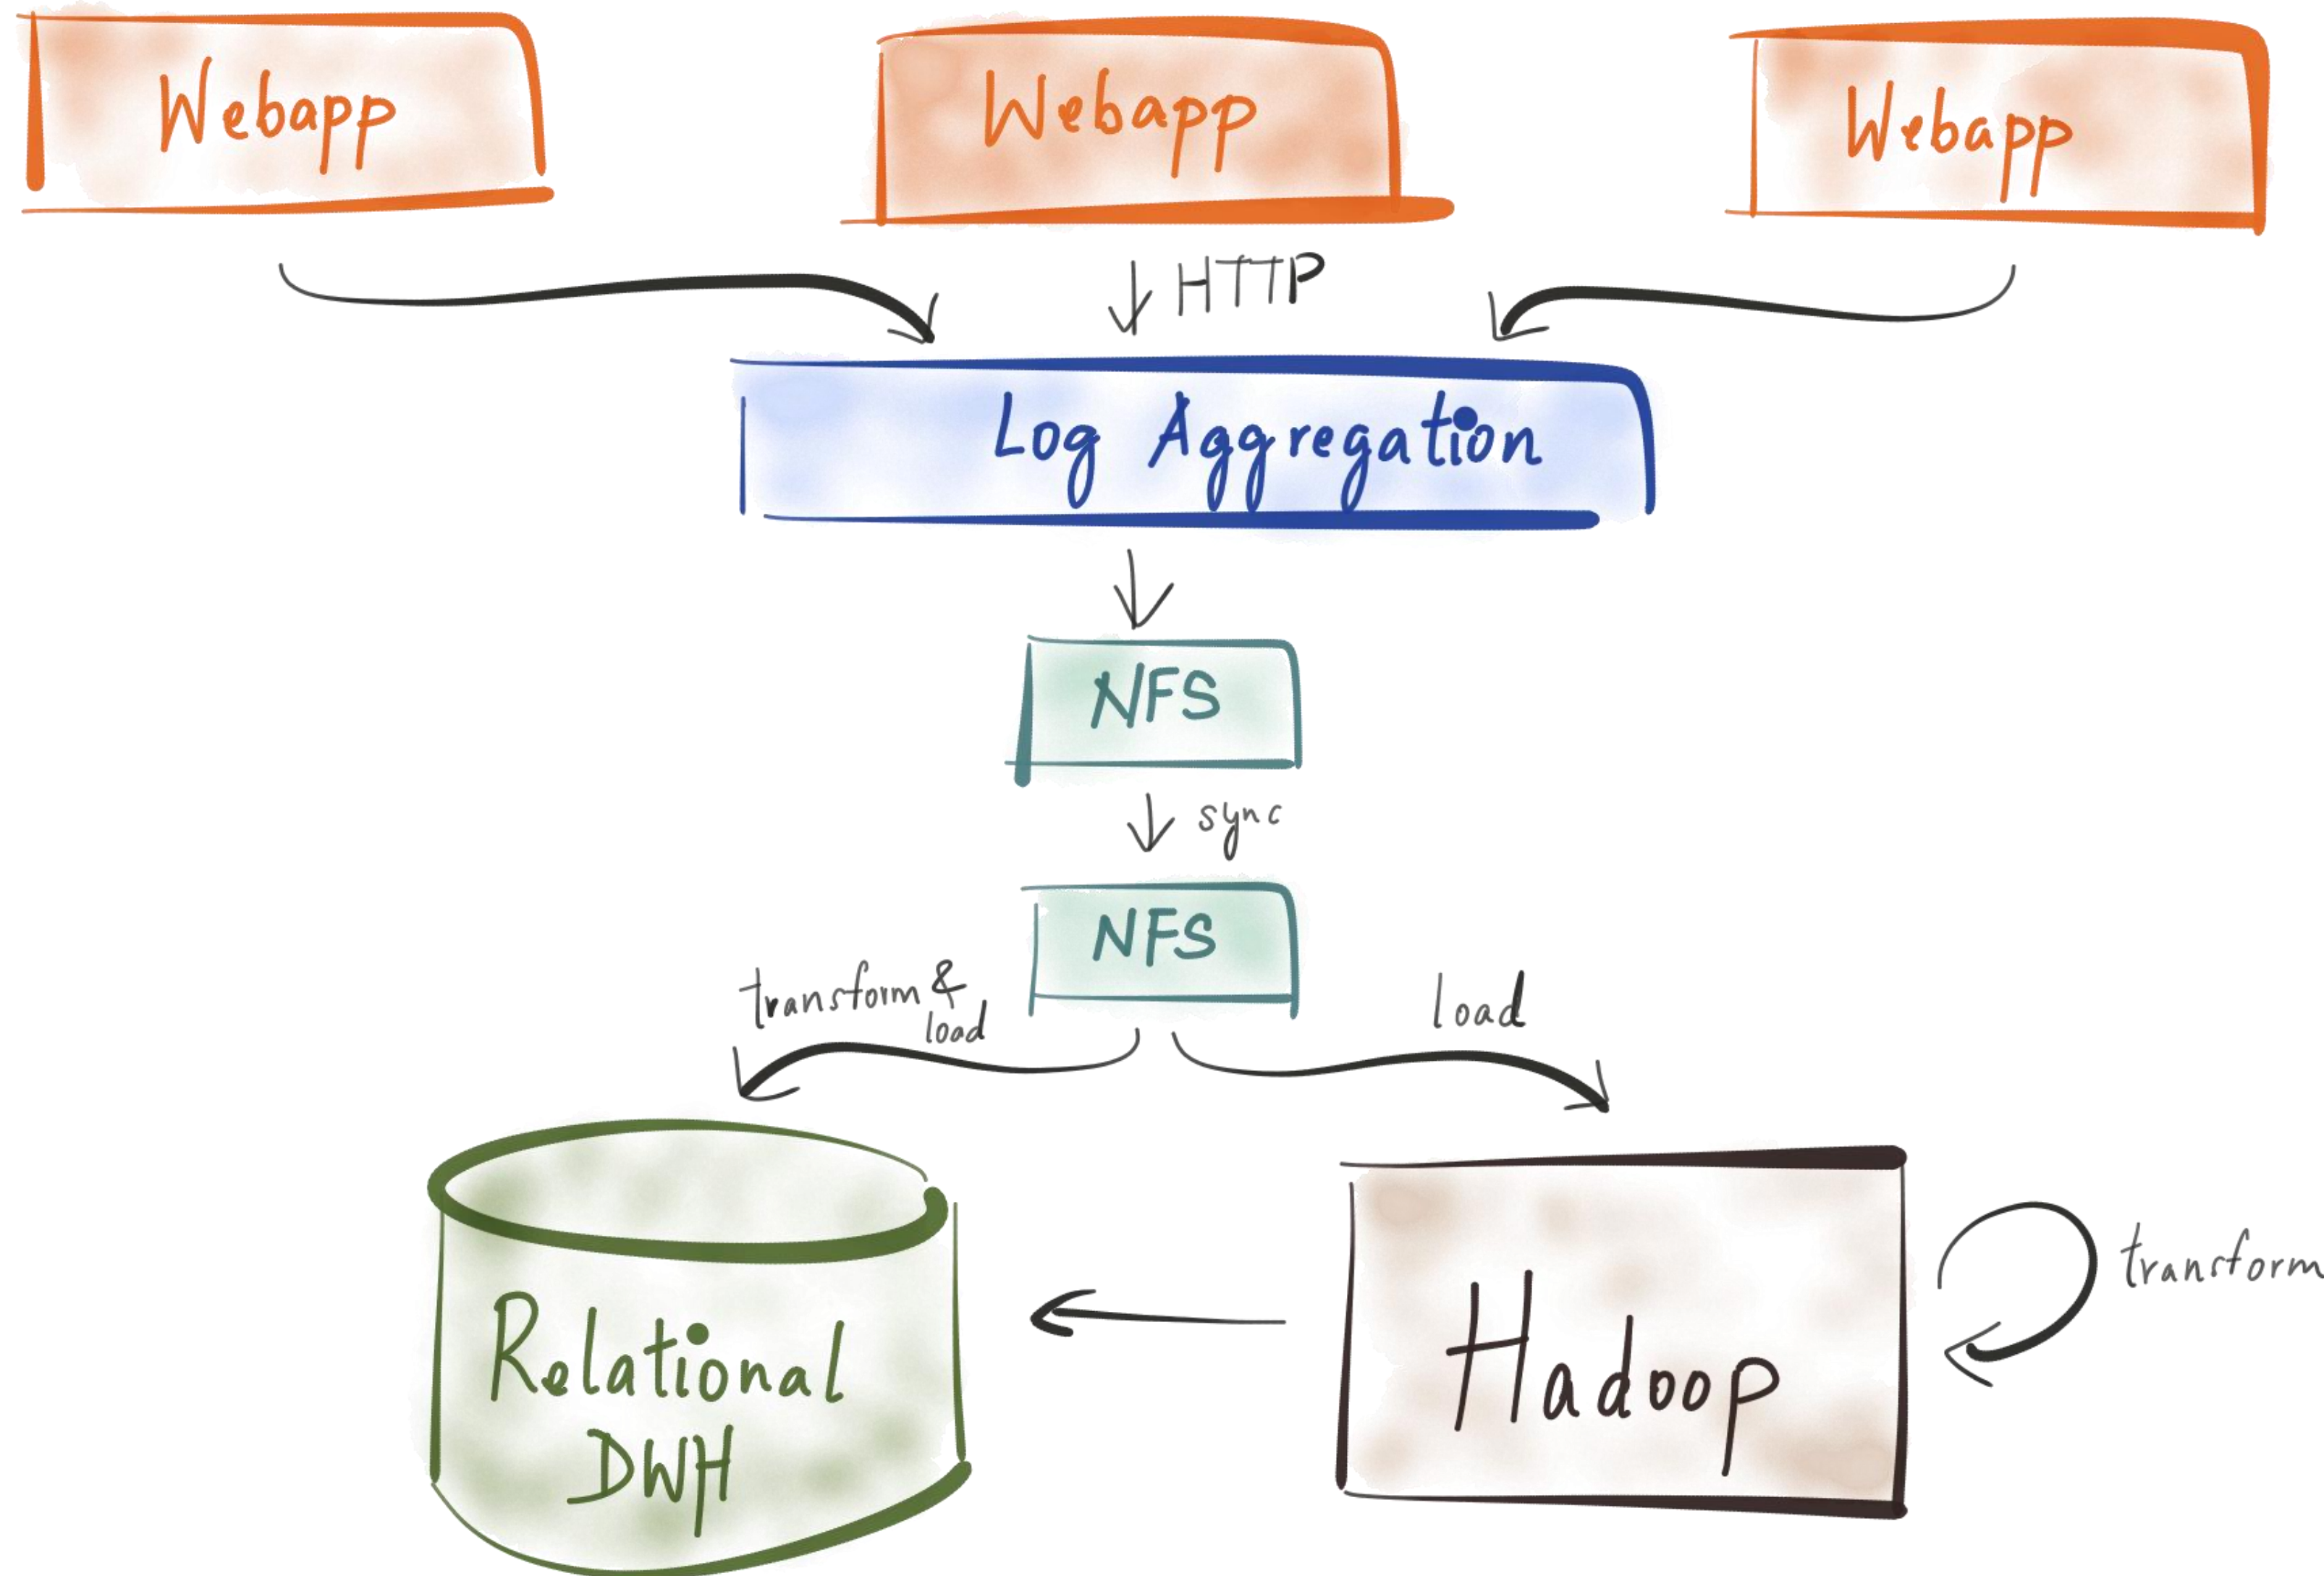 Webapp
Webapp
Webapp
HTTP
Log Aggregation
NFS
sync
NFS
transform &
load
load
Relational
DWH
Hadoop
transform